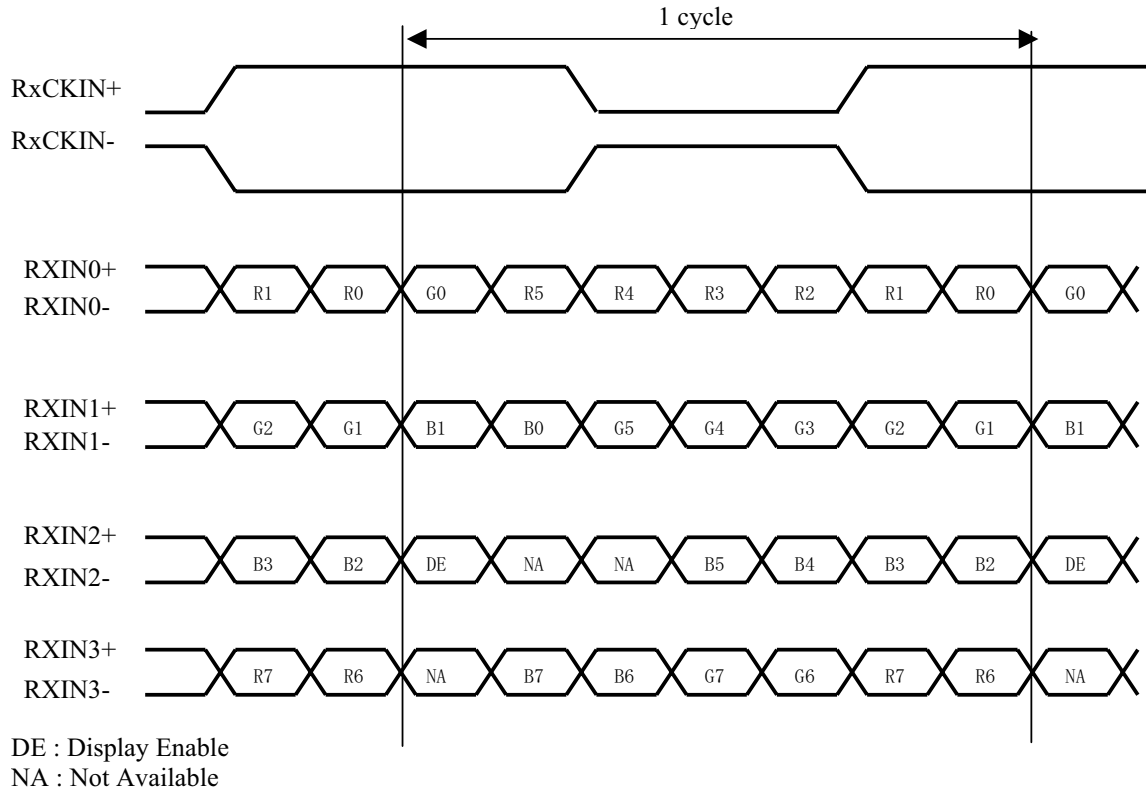 1 cycle
RxCKIN+
RxCKIN-
RXIN0+
R1 R0 G0 R5 R4 R3 R2 R1 R0 G0
RXIN0-
RXIN1+
G2 G1 B1 B0 G5 G4 G3 G2 G1 B1
RXIN1-
RXIN2+
B3 B2 DE NA NA B5 B4 B3 B2 DE
RXIN2-
RXIN3+
R7 R6 NA B7 B6 G7 G6 R7 R6 NA
RXIN3-
DE : Display Enable
NA : Not Available